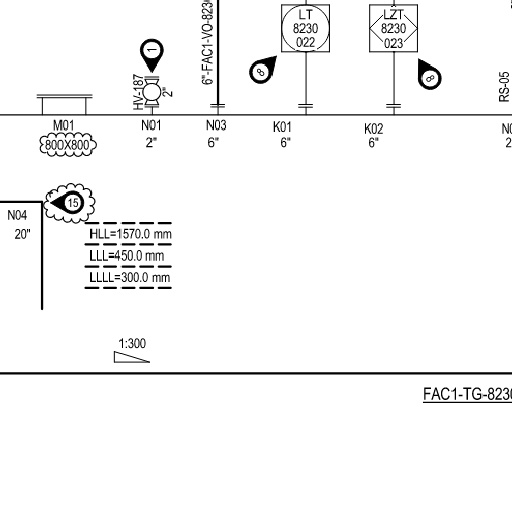 LT
8230
022
LZT
8230
023
6"-FAC1-VO-8230
1
8
8
HV-187
2"
RS-05
M01
800X800
N01
2"
N03
6"
K01
6"
K02
6"
2
15
N04
20"
HLL=1570.0 mm
LLL=450.0 mm
LLLL=300.0 mm
1:300
FAC1-TG-8230